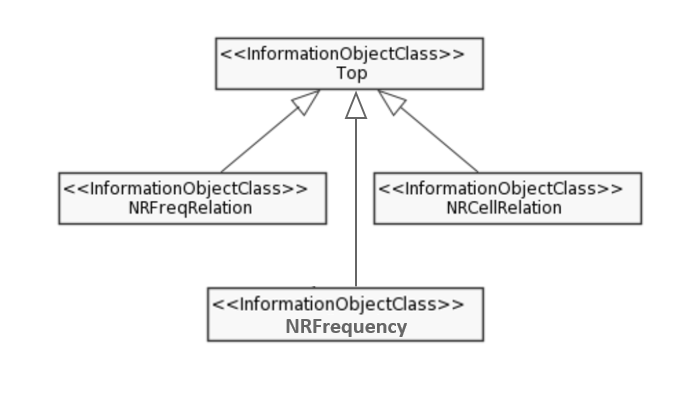 <<InformationObjectClass>>
Top
<<InformationObjectClass>>
NRFreqRelation
<<InformationObjectClass>>
NRCellRelation
<<InformationObjectClass>>
NRFrequency